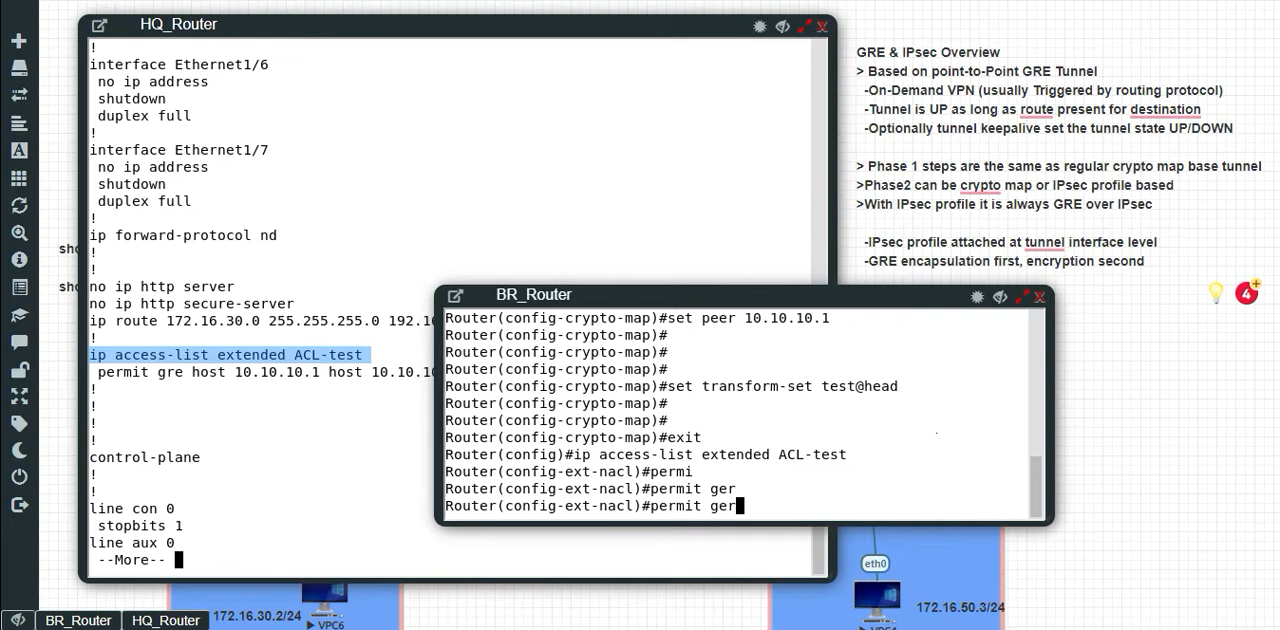 HQ_Router
!
interface Ethernet1/6
no ip address
shutdown
duplex full
!
interface Ethernet1/7
no ip address
shutdown
duplex full
!
ip forward-protocol nd
!
!
no ip http server
no ip http secure-server
ip route 172.16.30.0 255.255.255.0 192.16
!
ip access-list extended ACL-test
permit gre host 10.10.10.1 host 10.10.10
!
!
!
!
control-plane
!
!
line con 0
stopbits 1
line aux 0
--More--
GRE & IPsec Overview
> Based on point-to-Point GRE Tunnel
-On-Demand VPN (usually Triggered by routing protocol)
-Tunnel is UP as long as route present for destination
-Optionally tunnel keepalive set the tunnel state UP/DOWN
> Phase 1 steps are the same as regular crypto map base tunnel
>Phase2 can be crypto map or IPsec profile based
>With IPsec profile it is always GRE over IPsec
-IPsec profile attached at tunnel interface level
-GRE encapsulation first, encryption second
4
BR_Router
Router(config-crypto-map)#set peer 10.10.10.1
Router(config-crypto-map)#
Router(config-crypto-map)#
Router(config-crypto-map)#
Router(config-crypto-map)#set transform-set test@head
Router(config-crypto-map)#
Router(config-crypto-map)#
Router(config-crypto-map)#exit
Router(config)#ip access-list extended ACL-test
Router(config-ext-nacl)#permi
Router(config-ext-nacl)#permit ger
Router(config-ext-nacl)#permit ger
sho
sho
eth0
172.16.30.2/24
VPC6
172.16.50.3/24
BR_Router
HQ_Router